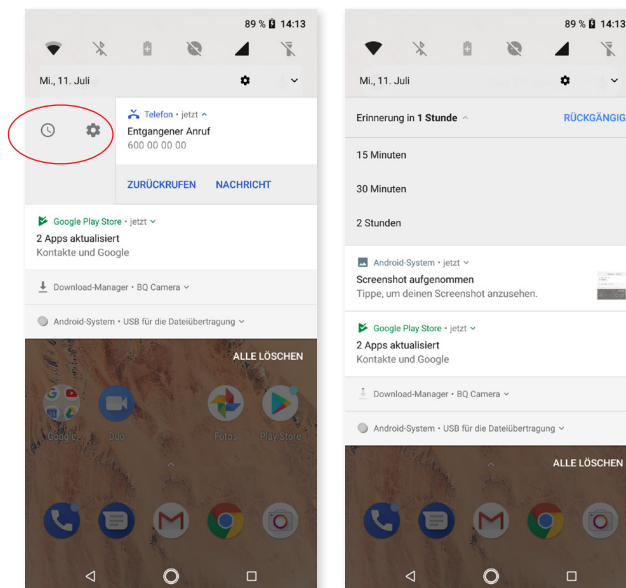 89 % 14:13
Mi., 11. Juli
Telefon • jetzt
Entgangener Anruf
600 00 00 00
ZURÜCKRUFEN NACHRICHT
Google Play Store • jetzt
2 Apps aktualisiert
Kontakte und Google
Download-Manager • BQ Camera
Android-System • USB für die Dateiübertragung
ALLE LÖSCHEN
Google Duo Fotos Play Store
89 % 14:13
Mi., 11. Juli
Erinnerung in 1 Stunde RÜCKGÄNGIG
15 Minuten
30 Minuten
2 Stunden
Android-System • jetzt
Screenshot aufgenommen
Tippe, um deinen Screenshot anzusehen.
Google Play Store • jetzt
2 Apps aktualisiert
Kontakte und Google
Download-Manager • BQ Camera
Android-System • USB für die Dateiübertragung
ALLE LÖSCHEN